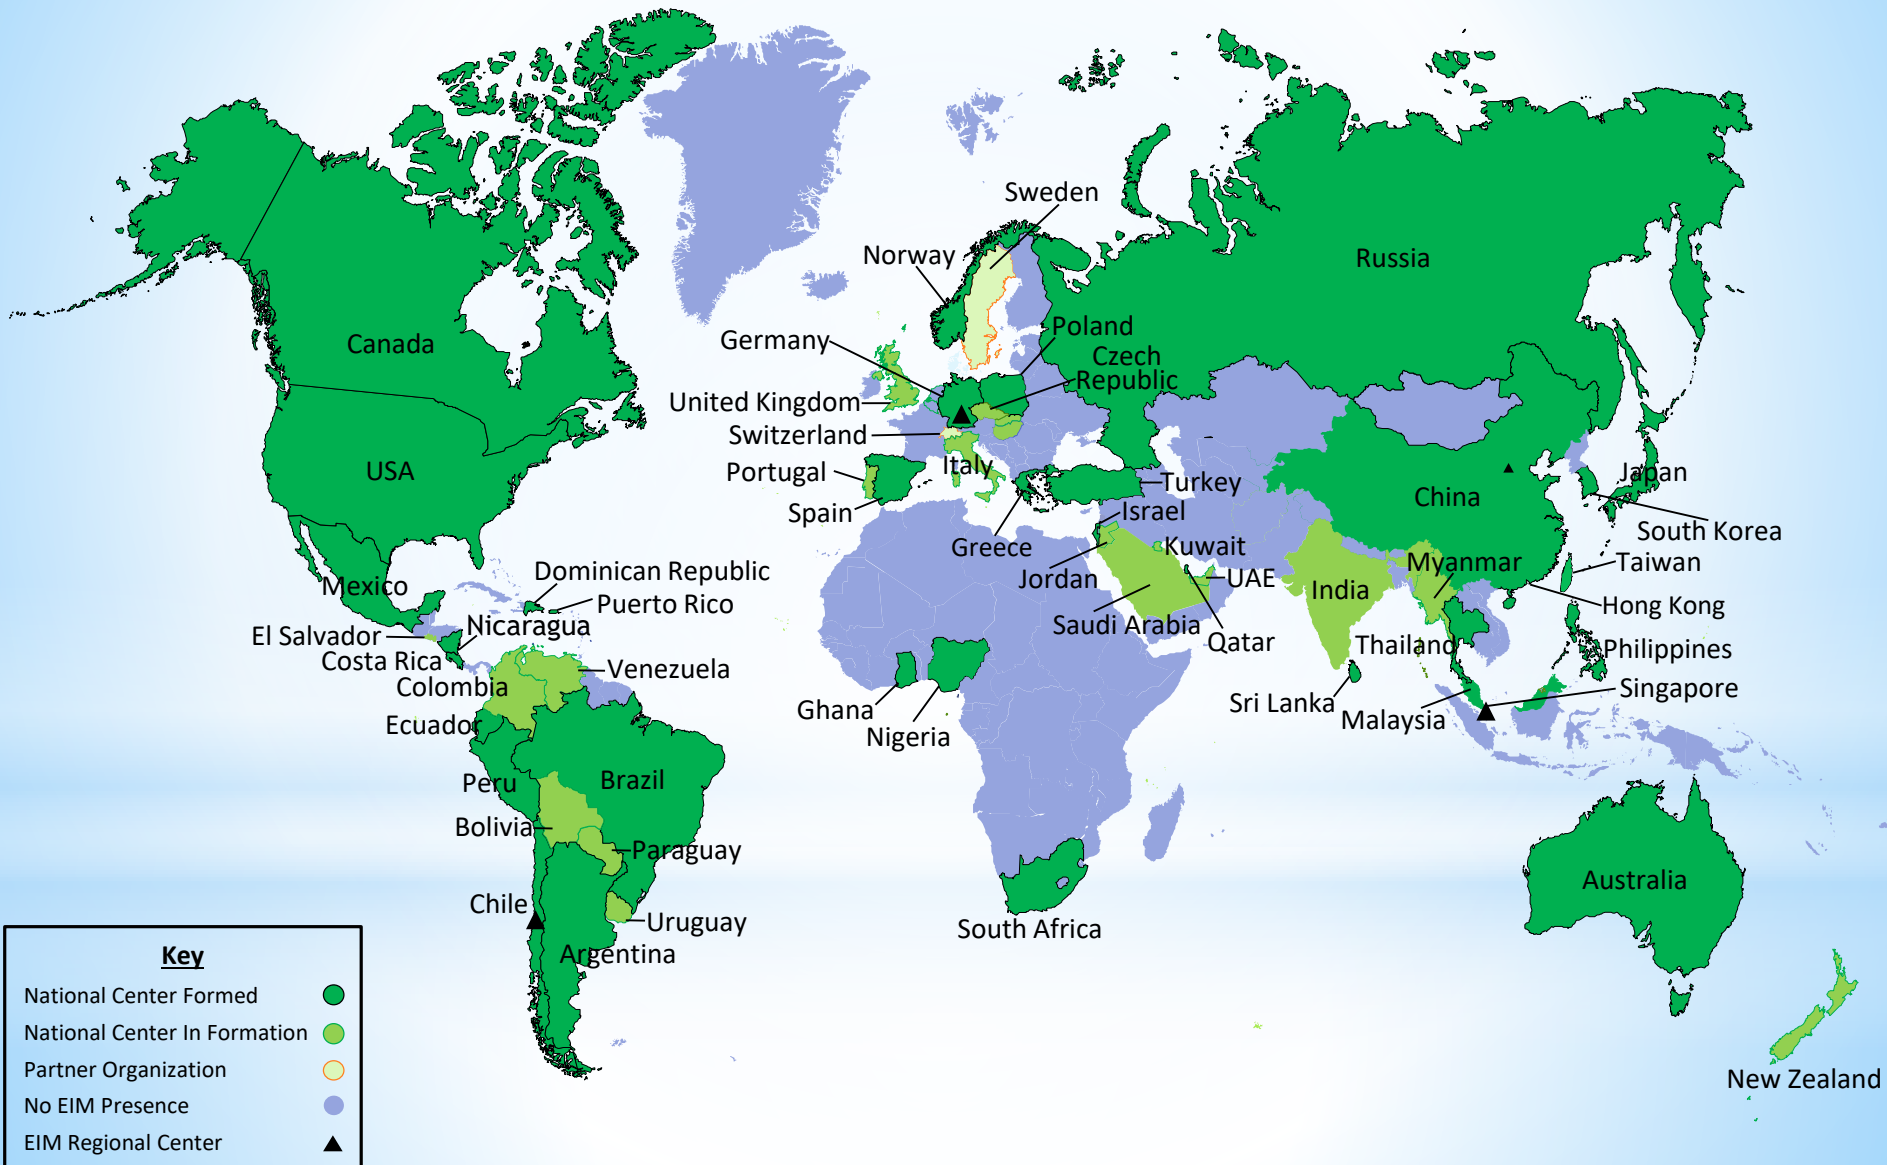 Sweden
Norway
Russia
Canada
Germany
Poland
Czech
Republic
United Kingdom
Switzerland
USA
Portugal
Italy
Japan
Turkey
China
Spain
Israel
South Korea
Greece
Kuwait
Myanmar
Taiwan
Mexico
Dominican Republic
Jordan
UAE
India
Puerto Rico
Hong Kong
Nicaragua
Saudi Arabia
El Salvador
Qatar
Thailand
Philippines
Costa Rica
Venezuela
Colombia
Singapore
Sri Lanka
Ghana
Malaysia
Ecuador
Nigeria
Peru
Brazil
Bolivia
Paraguay
Australia
Chile
Uruguay
South Africa
Argentina
Key
National Center Formed
National Center In Formation
Partner Organization
New Zealand
No EIM Presence
EIM Regional Center